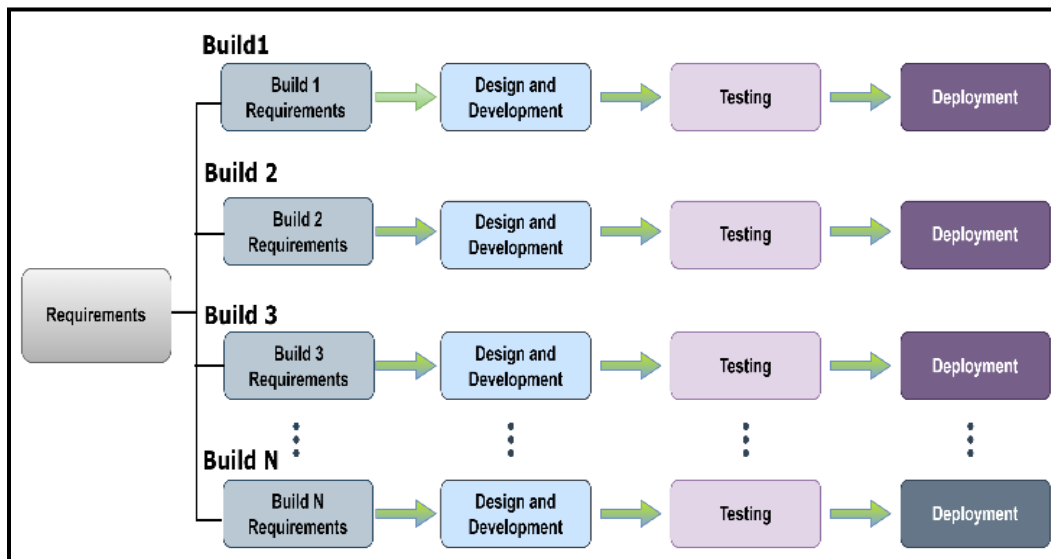 Build1
Build 1
Requirements
Design and
Development
Testing
Deployment
Build 2
Build 2
Requirements
Design and
Development
Testing
Deployment
Requirements
Build 3
Build 3
Requirements
Design and
Development
Testing
Deployment
Build N
Build N
Requirements
Design and
Development
Testing
Deployment